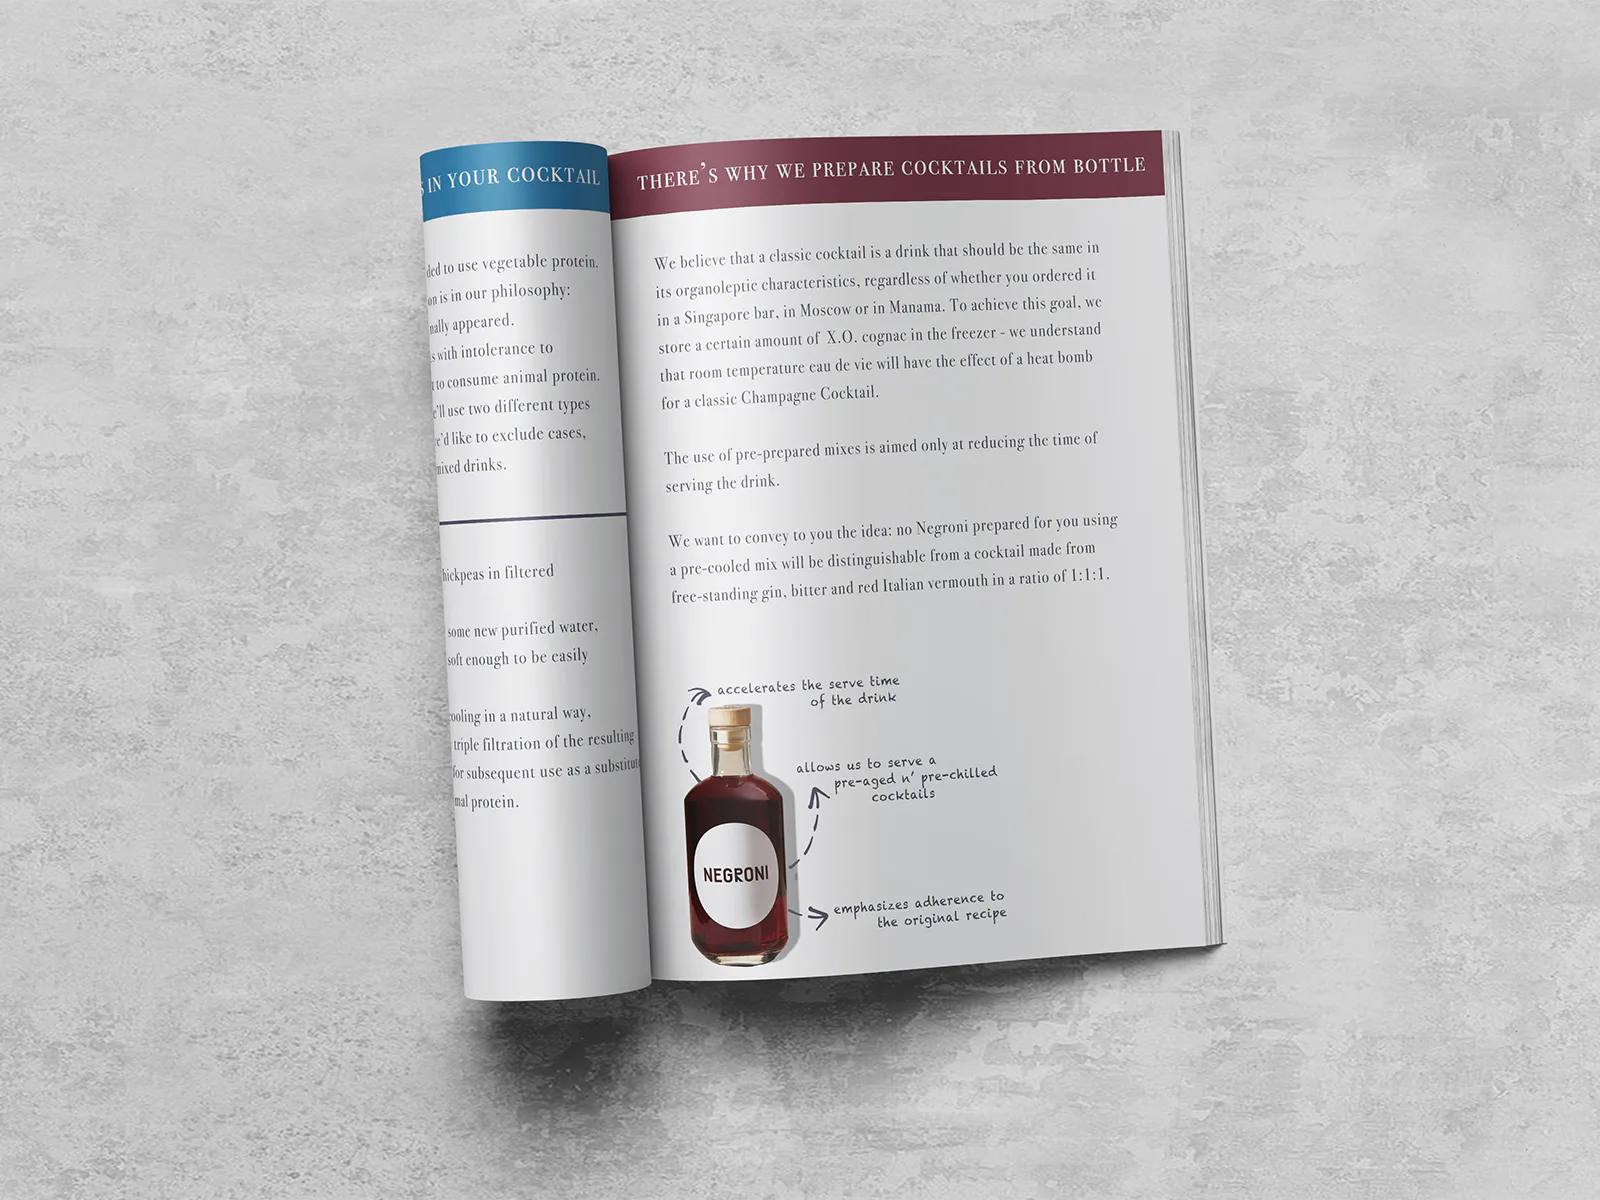 IN YOUR COCKTAIL
to use vegetable protein.
is in our philosophy:
appeared.
with intolerance to
to consume animal protein.
use two different types
like to exclude cases,
mixed drinks.
in filtered
some new purified water,
soft enough to be easily
in a natural way,
triple filtration of the resulting
for subsequent use as a substitute
protein.
THERE'S WHY WE PREPARE COCKTAILS FROM BOTTLE
We believe that a classic cocktail is a drink that should be the same in
its organoleptic characteristics, regardless of whether you ordered it
in a Singapore bar, in Moscow or in Manama. To achieve this goal, we
store a certain amount of X.O. cognac in the freezer - we understand
that room temperature eau de vie will have the effect of a heat bomb
for a classic Champagne Cocktail.
The use of pre-prepared mixes is aimed only at reducing the time of
serving the drink.
We want to convey to you the idea: no Negroni prepared for you using
a pre-cooled mix will be distinguishable from a cocktail made from
free-standing gin, bitter and red Italian vermouth in a ratio of 1:1:1.
accelerates the serve time
of the drink
allows us to serve a
pre-aged n' pre-chilled
cocktails
NEGRONI
emphasizes adherence to
the original recipe